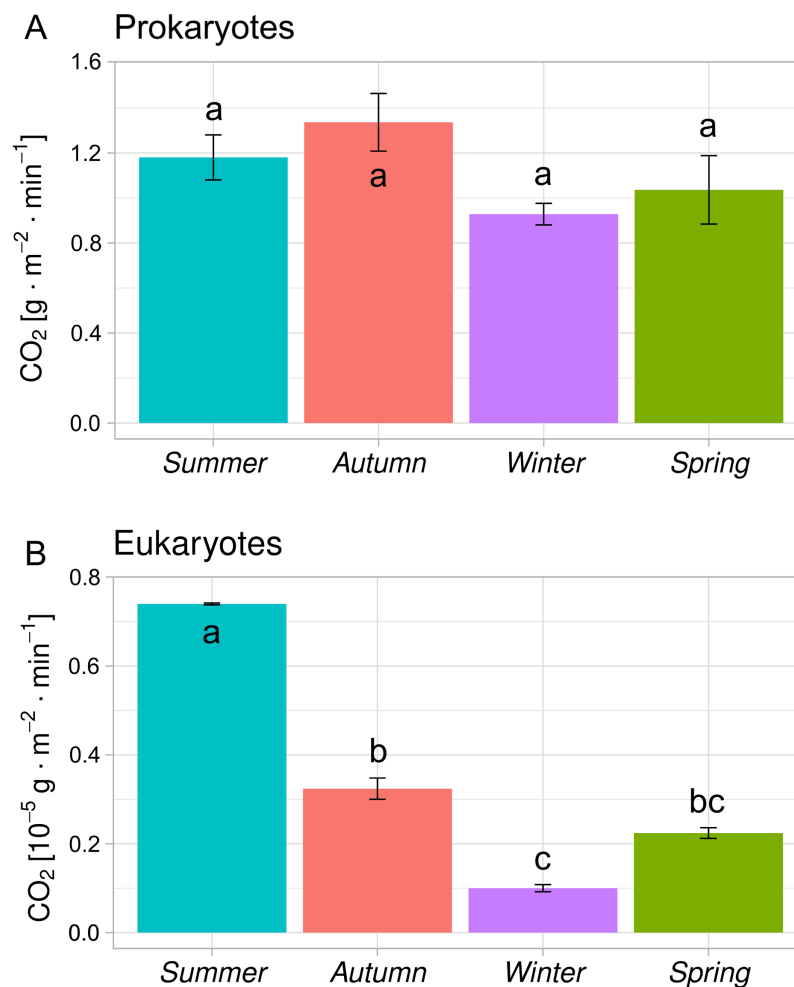 A Prokaryotes
CO₂ [g · m⁻² · min⁻¹]
1.6
1.2
0.8
0.4
0.0
a
a
a
a
Summer Autumn Winter Spring
B Eukaryotes
CO₂ [10⁻⁵ g · m⁻² · min⁻¹]
0.8
0.6
0.4
0.2
0.0
a
b
c
bc
Summer Autumn Winter Spring